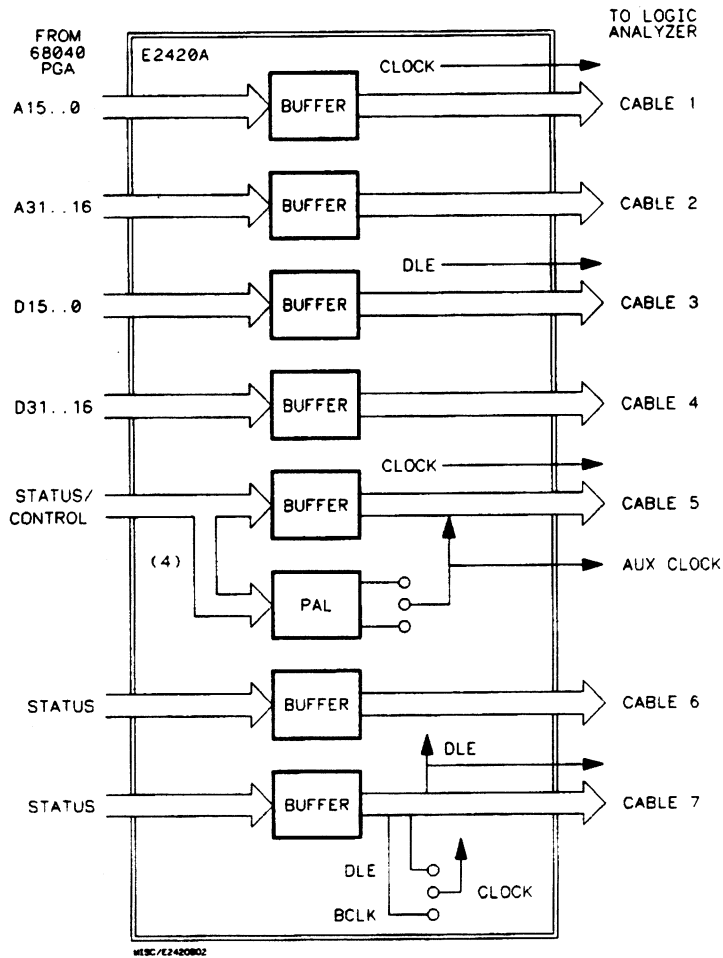 FROM
68040
PGA
TO LOGIC
ANALYZER
E2420A
CLOCK
A15..0
BUFFER
CABLE 1
A31..16
BUFFER
CABLE 2
DLE
D15..0
BUFFER
CABLE 3
D31..16
BUFFER
CABLE 4
CLOCK
STATUS/
CONTROL
BUFFER
CABLE 5
(4)
AUX CLOCK
PAL
STATUS
BUFFER
CABLE 6
DLE
STATUS
BUFFER
CABLE 7
DLE
CLOCK
BCLK
MISC/E2420B02